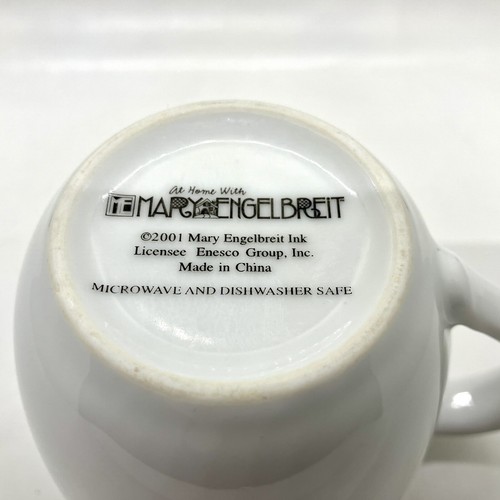 At Home With
ME MARY ENGELBREIT
©2001 Mary Engelbreit Ink
Licensee Enesco Group, Inc.
Made in China
MICROWAVE AND DISHWASHER SAFE